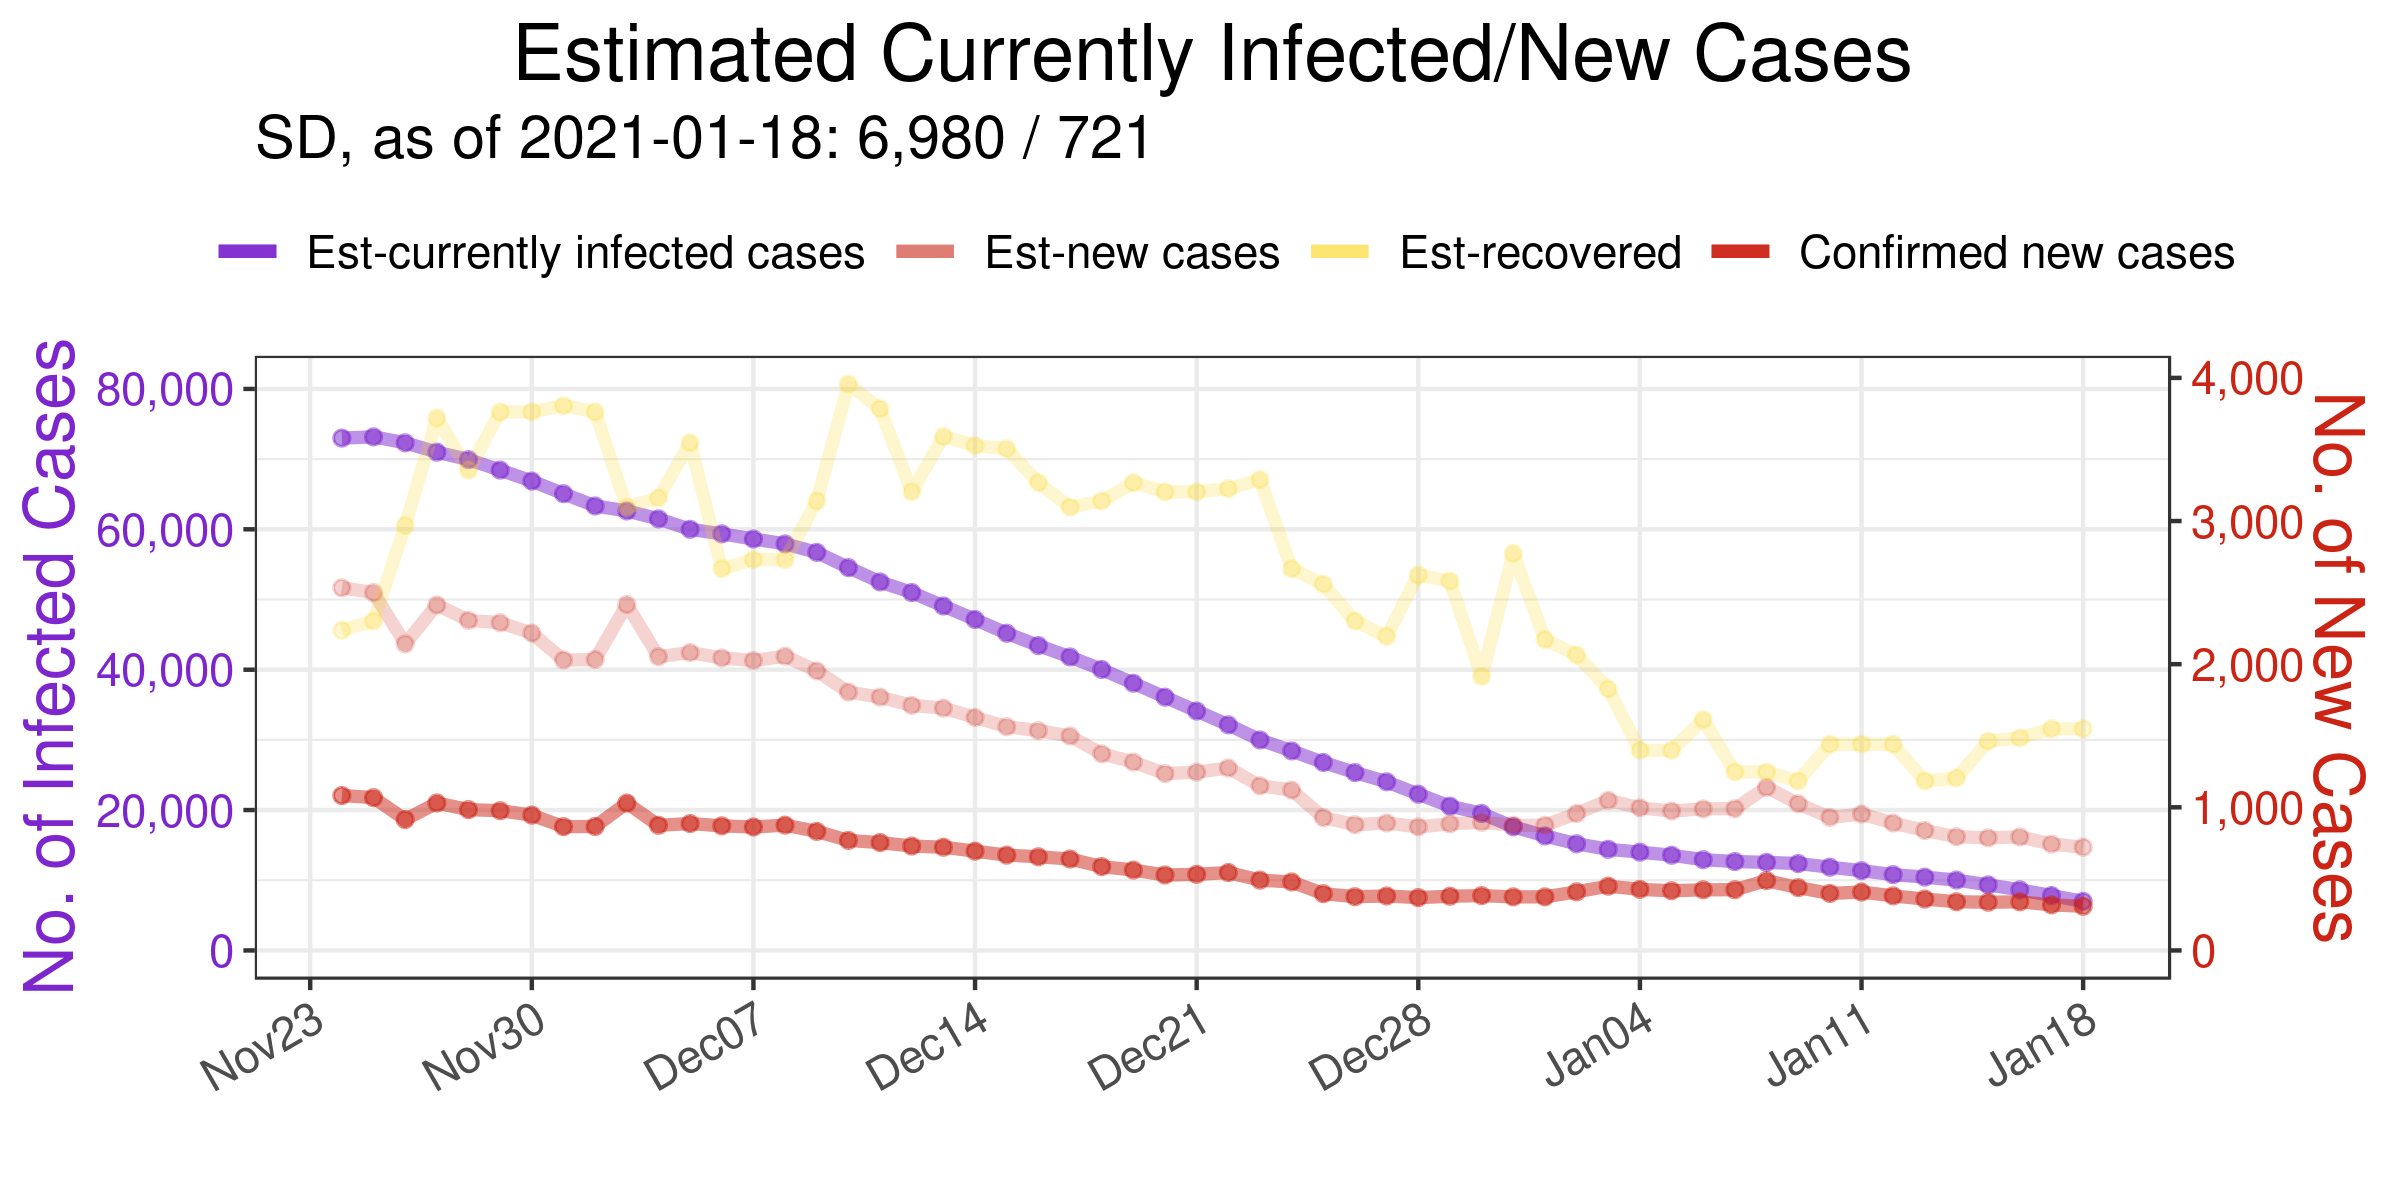 Estimated Currently Infected/New Cases
SD, as of 2021-01-18: 6,980 / 721
Est-currently infected cases Est-new cases Est-recovered Confirmed new cases
No. of Infected Cases
80,000
60,000
40,000
20,000
0
4,000
3,000
2,000
1,000
0
No. of New Cases
Nov23 Nov30 Dec07 Dec14 Dec21 Dec28 Jan04 Jan11 Jan18